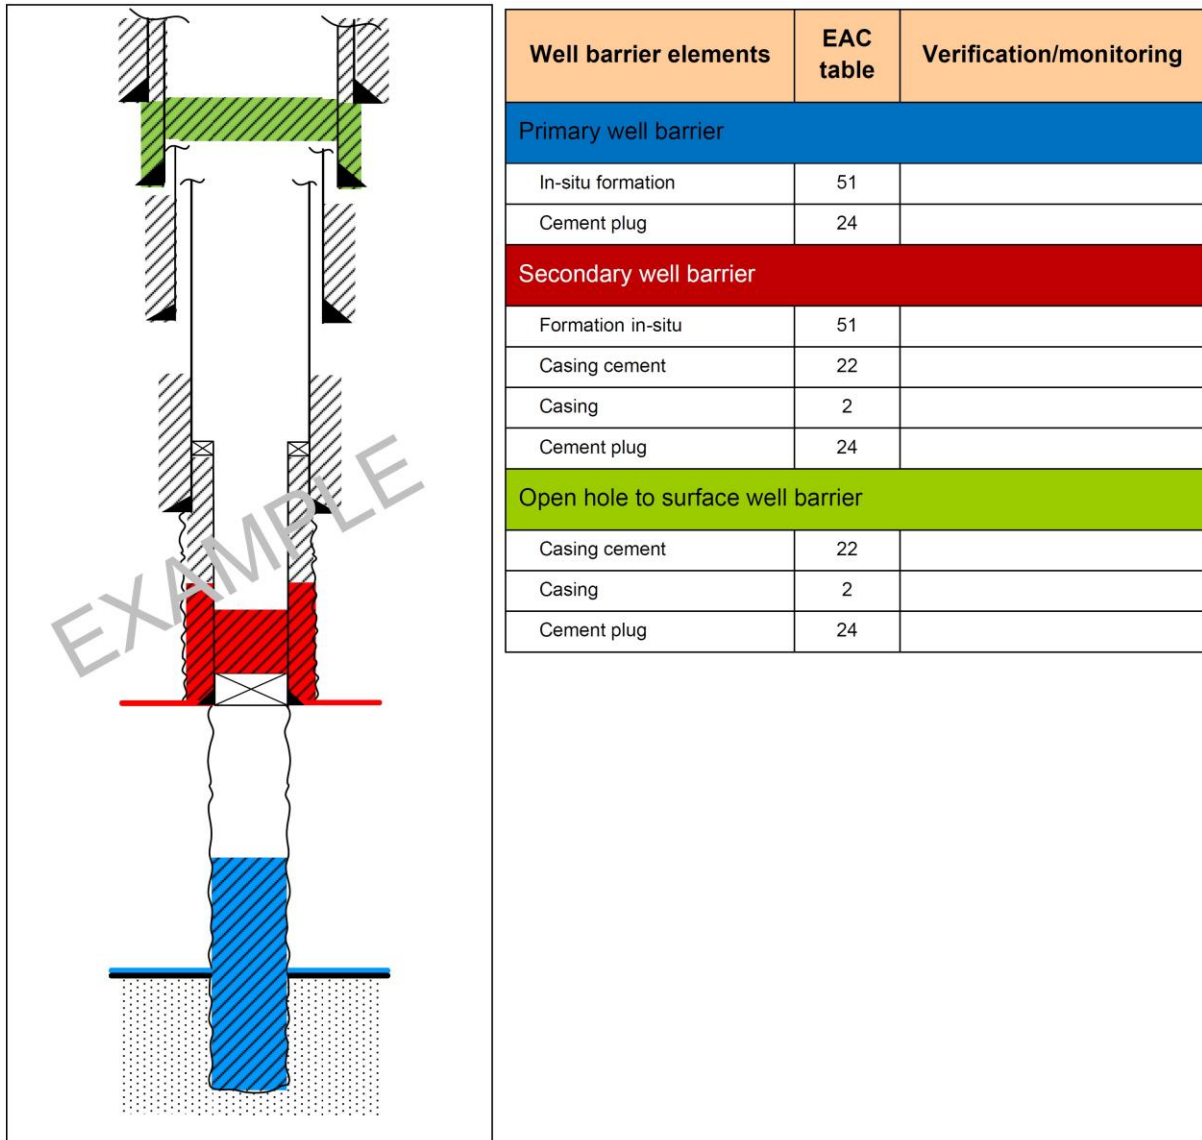 EXAMPLE
Well barrier elements EAC table Verification/monitoring
Primary well barrier
In-situ formation 51
Cement plug 24
Secondary well barrier
Formation in-situ 51
Casing cement 22
Casing 2
Cement plug 24
Open hole to surface well barrier
Casing cement 22
Casing 2
Cement plug 24